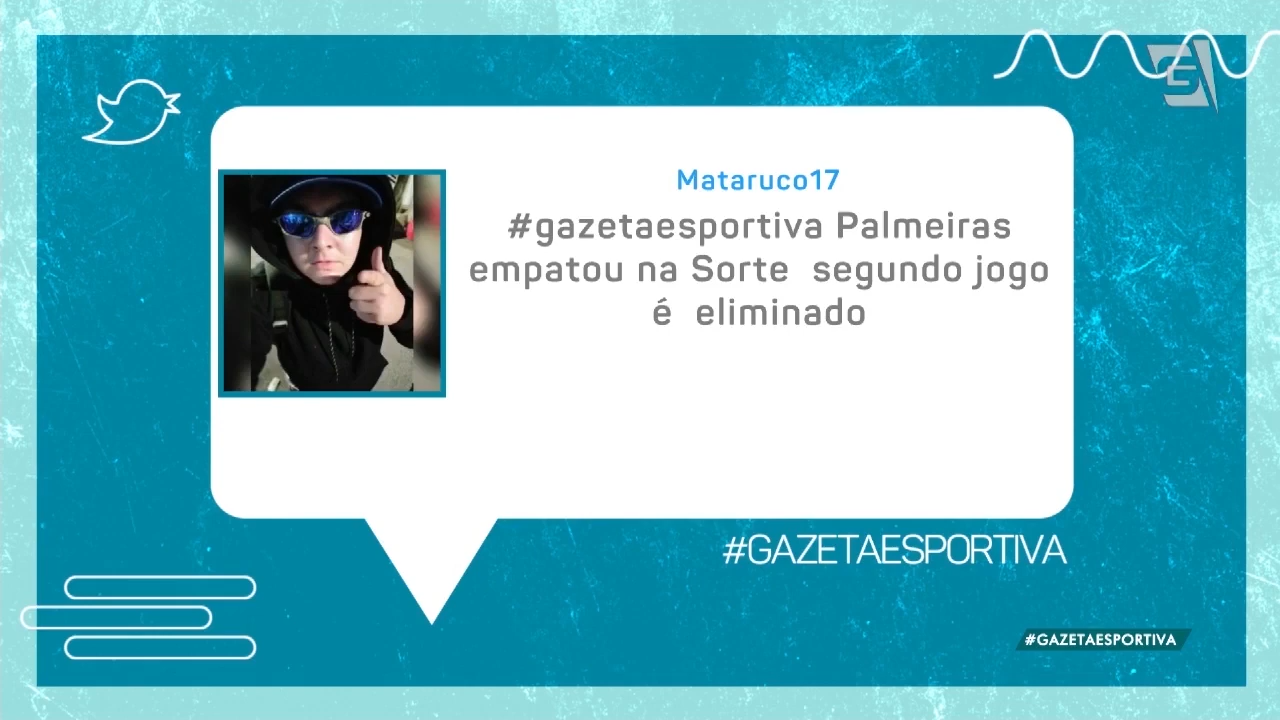 Mataruco17
#gazetaesportiva Palmeiras
empatou na Sorte  segundo jogo
é  eliminado
#GAZETAESPORTIVA
#GAZETAESPORTIVA